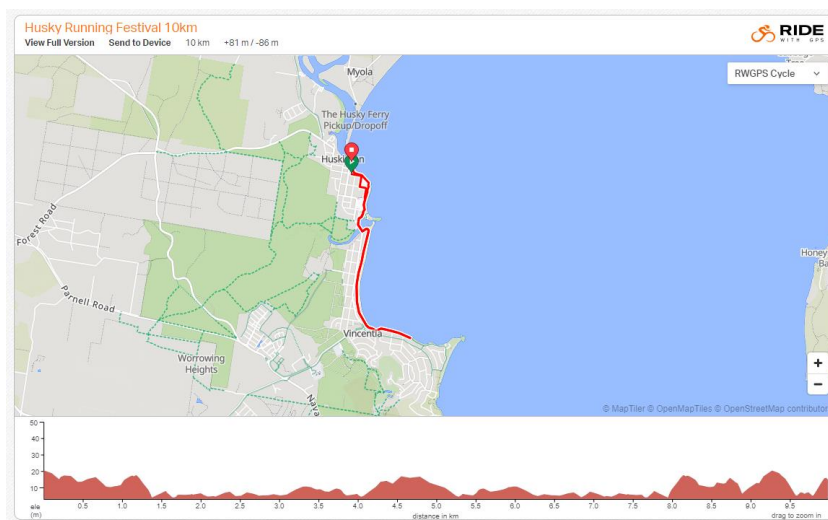 Husky Running Festival 10km
View Full Version Send to Device 10 km +81 m / -86 m
RIDE
WITH GPS
RWGPS Cycle
Myola
The Husky Ferry
Pickup/Dropoff
Forest Road
Parnell Road
Honey
Ba
Vincentia
Worrowing
Heights
Nava
+
−
© MapTiler © OpenMapTiles © OpenStreetMap contributor
50
40
20
10
ele
(m)
0.5 1.0 1.5 2.0 2.5 3.0 3.5 4.0 4.5 5.0 5.5 6.0 6.5 7.0 7.5 8.0 8.5 9.0 9.5
distance in km
drag to zoom in
30